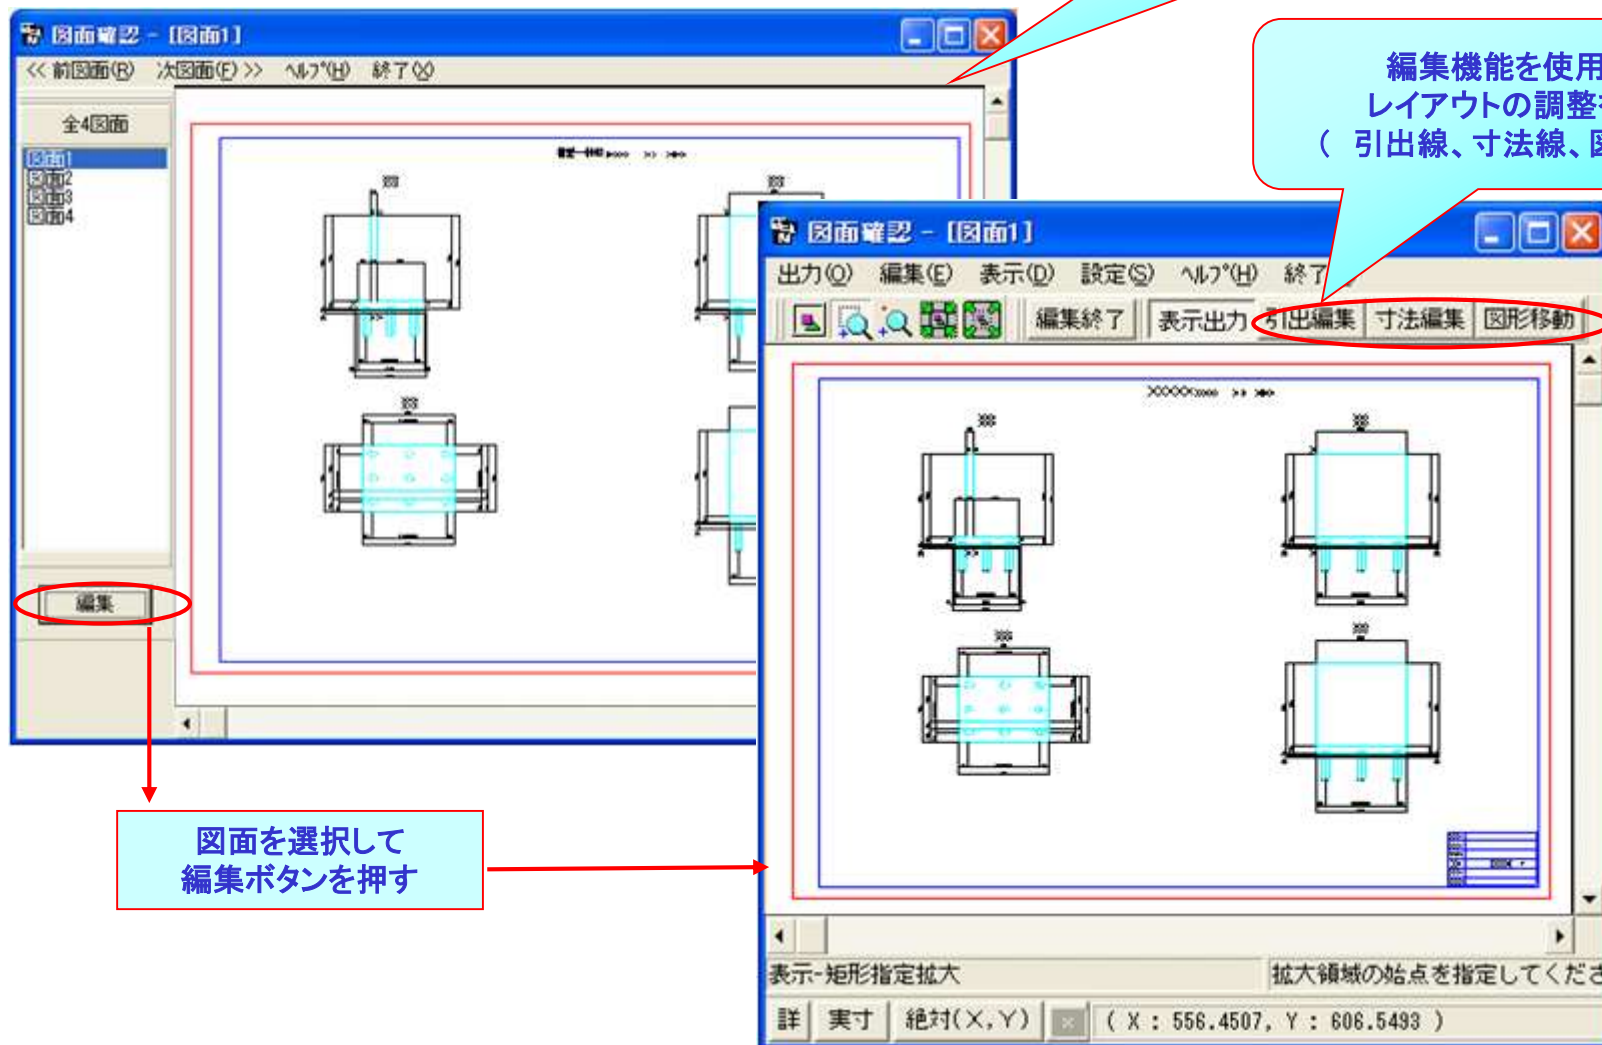 図面確認 - [図面1]
<< 前図面(R) 次図面(F) >> ヘルプ(H) 終了(X)
全4図面
図面1
図面2
図面3
図面4
編集
図面を選択して
編集ボタンを押す
編集機能を使用
レイアウトの調整
( 引出線、寸法線、
図面確認 - [図面1]
出力(O) 編集(E) 表示(D) 設定(S) ヘルプ(H) 終了
編集終了 表示出力 引出編集 寸法編集 図形移動
表示-矩形指定拡大 拡大領域の始点を指定してくださ
詳 実寸 絶対(X,Y) × ( X : 556.4507, Y : 606.5493 )